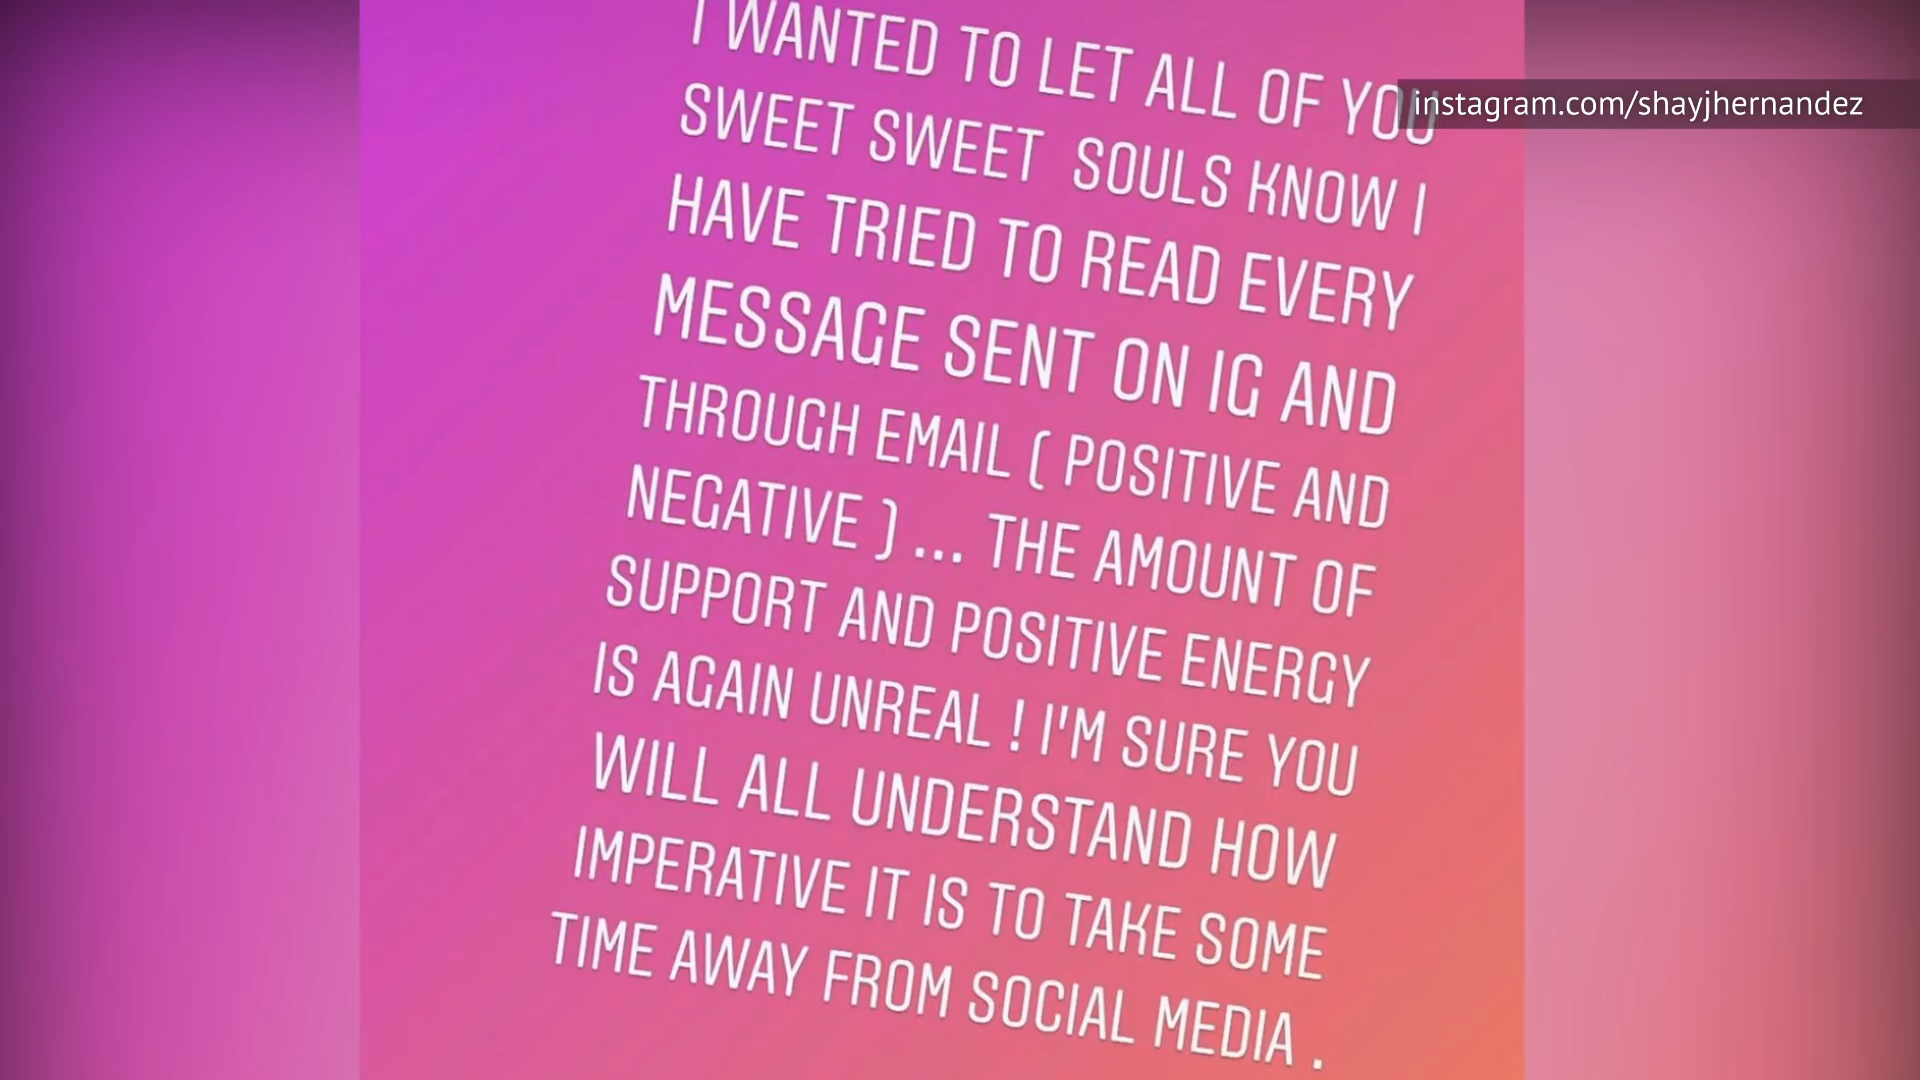 I WANTED TO LET ALL OF YOU
instagram.com/shayjhernandez
SWEET SWEET SOULS KNOW I
HAVE TRIED TO READ EVERY
MESSAGE SENT ON IG AND
THROUGH EMAIL ( POSITIVE AND
NEGATIVE ) ... THE AMOUNT OF
SUPPORT AND POSITIVE ENERGY
IS AGAIN UNREAL ! I'M SURE YOU
WILL ALL UNDERSTAND HOW
IMPERATIVE IT IS TO TAKE SOME
TIME AWAY FROM SOCIAL MEDIA .